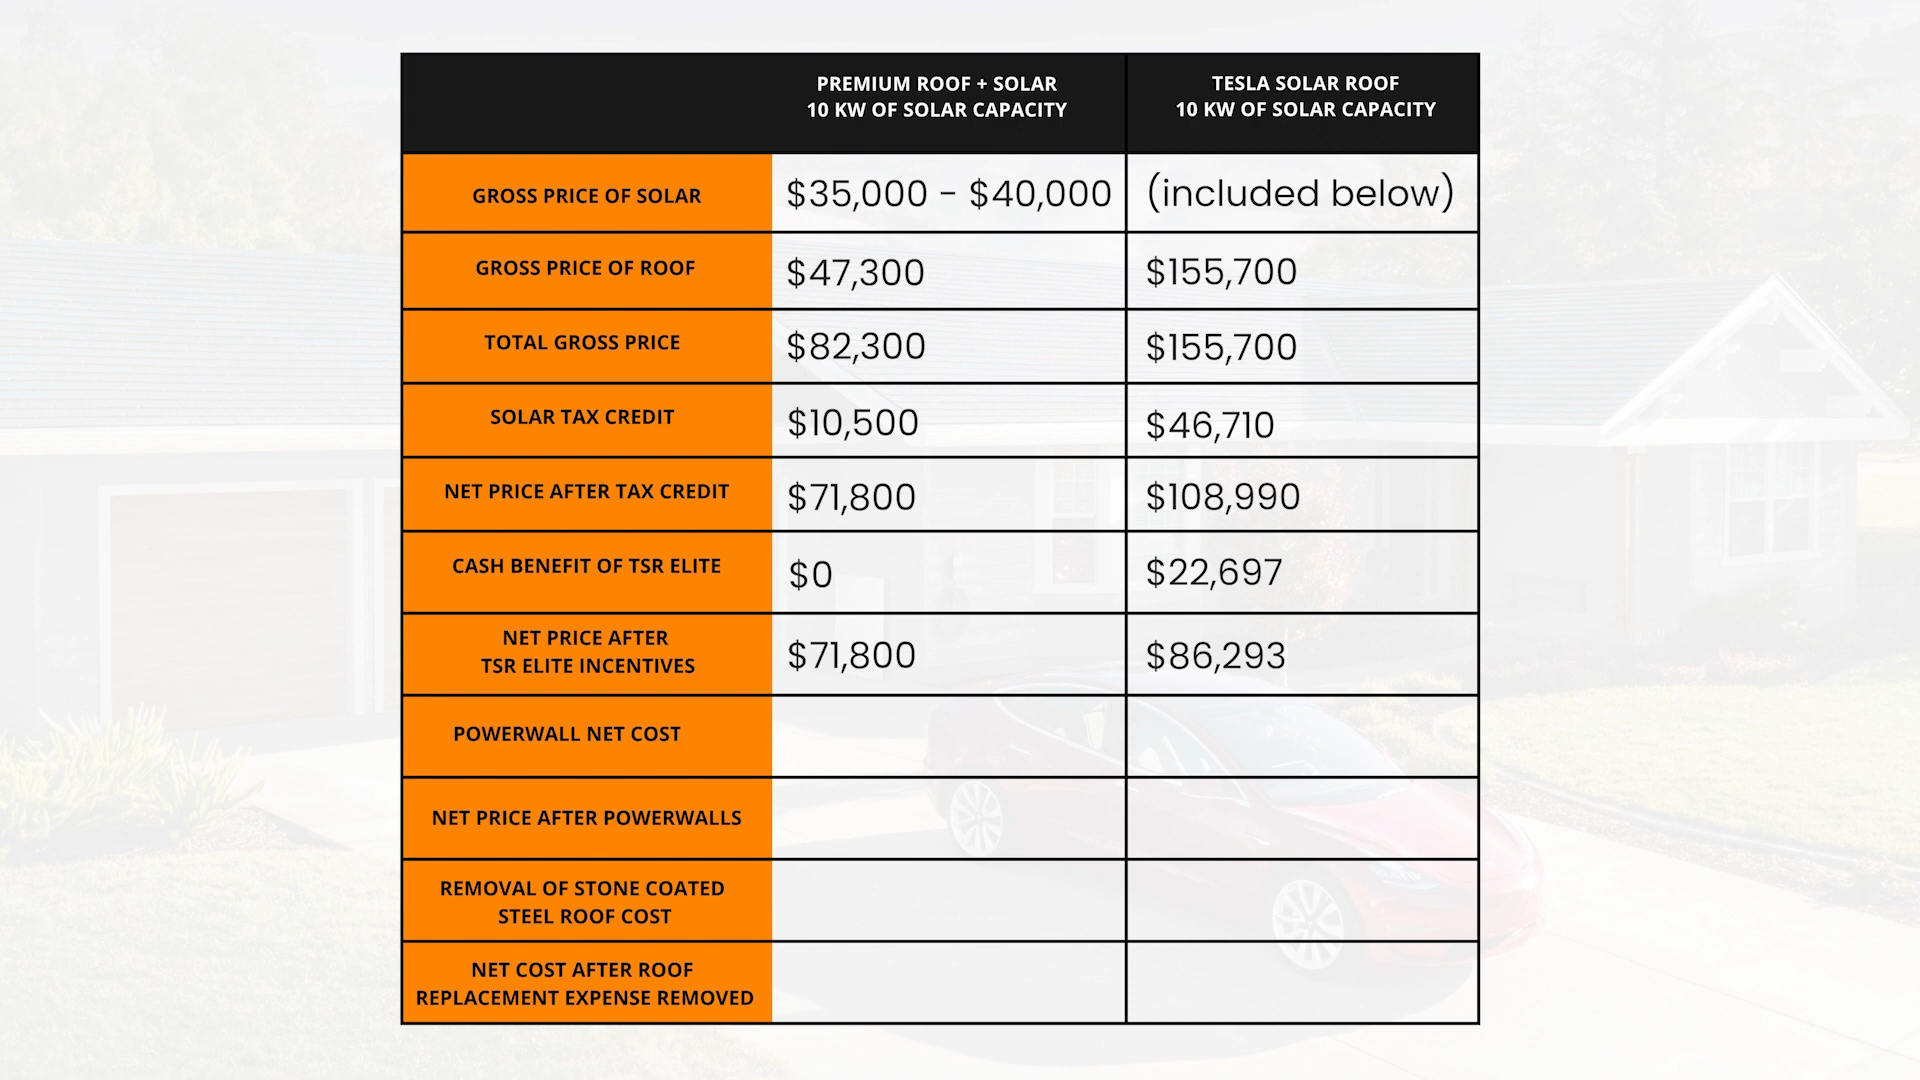 PREMIUM ROOF + SOLAR
10 KW OF SOLAR CAPACITY
TESLA SOLAR ROOF
10 KW OF SOLAR CAPACITY
GROSS PRICE OF SOLAR
$35,000 - $40,000
(included below)
GROSS PRICE OF ROOF
$47,300
$155,700
TOTAL GROSS PRICE
$82,300
$155,700
SOLAR TAX CREDIT
$10,500
$46,710
NET PRICE AFTER TAX CREDIT
$71,800
$108,990
CASH BENEFIT OF TSR ELITE
$0
$22,697
NET PRICE AFTER
TSR ELITE INCENTIVES
$71,800
$86,293
POWERWALL NET COST
NET PRICE AFTER POWERWALLS
REMOVAL OF STONE COATED
STEEL ROOF COST
NET COST AFTER ROOF
REPLACEMENT EXPENSE REMOVED